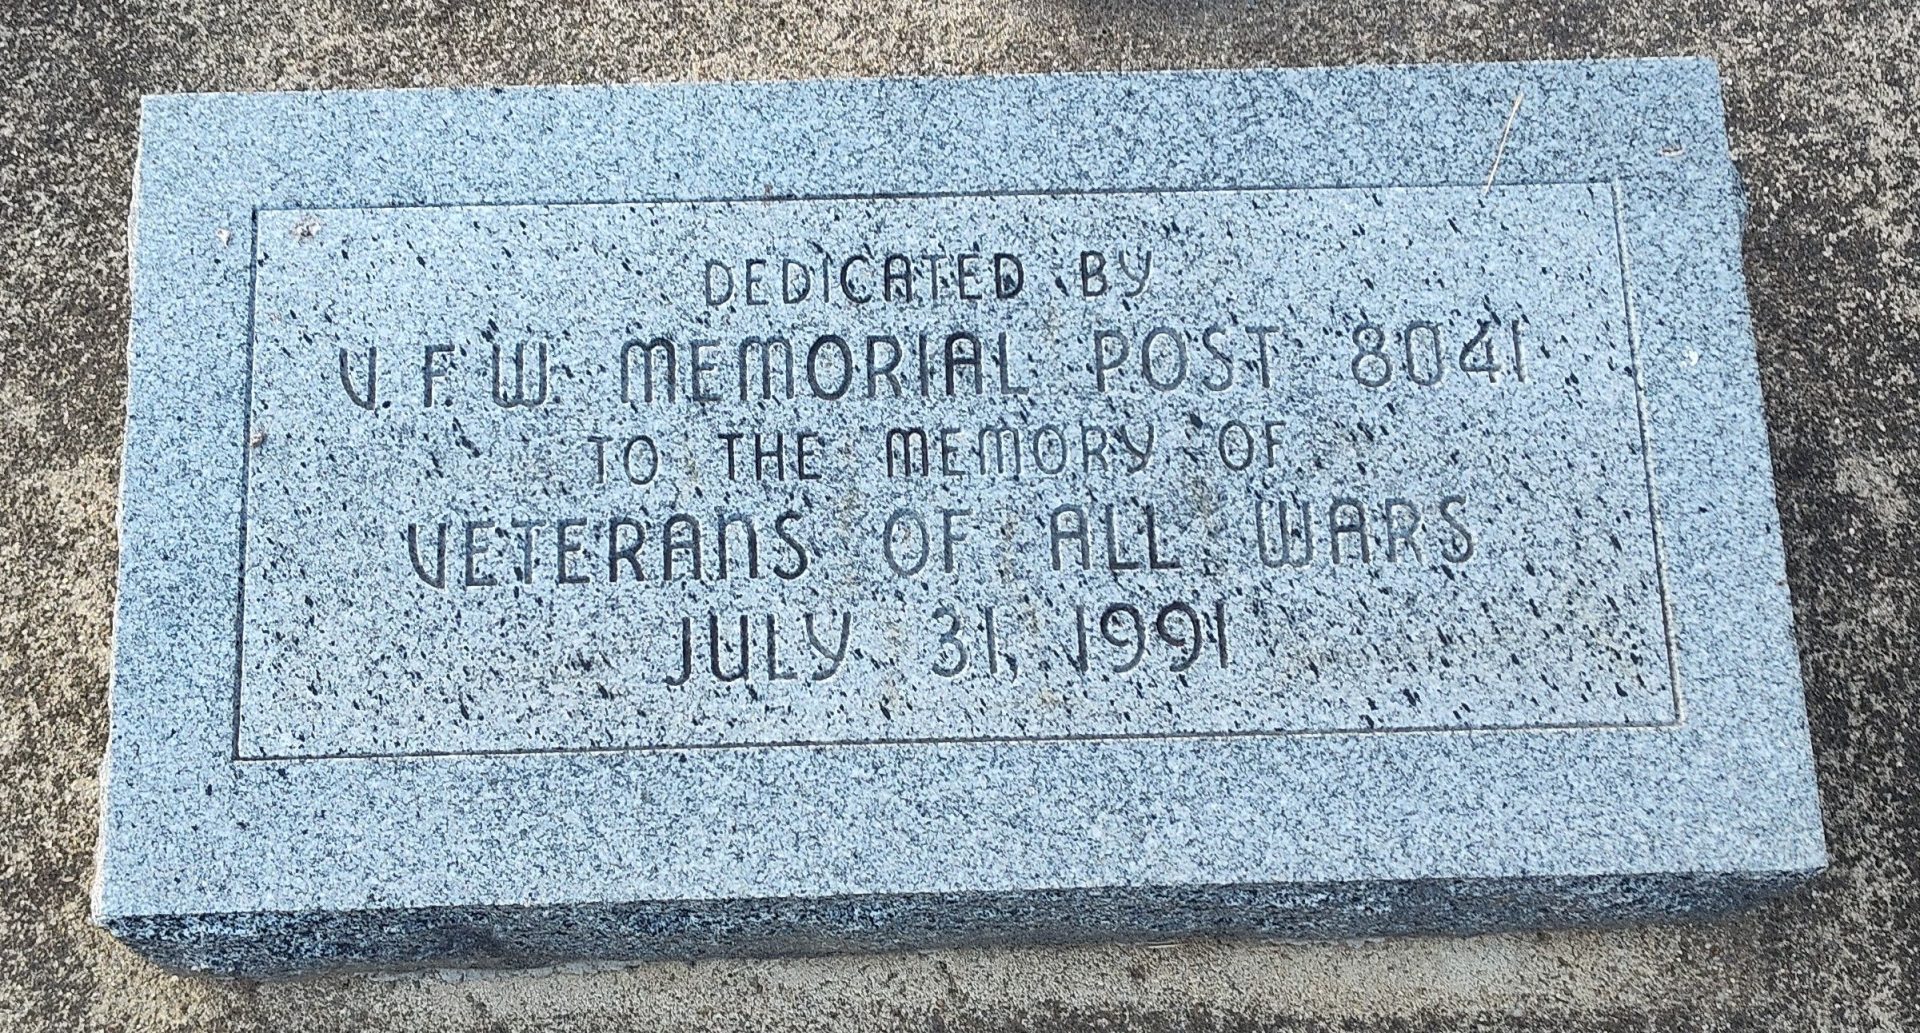 DEDICATED BY
V.F.W. MEMORIAL POST 8041
TO THE MEMORY OF
VETERANS OF ALL WARS
JULY 31, 1991